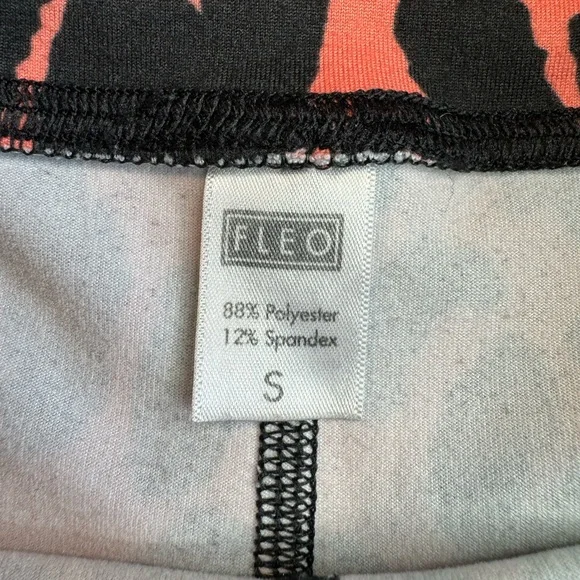 FLEO
88% Polyester
12% Spandex
S